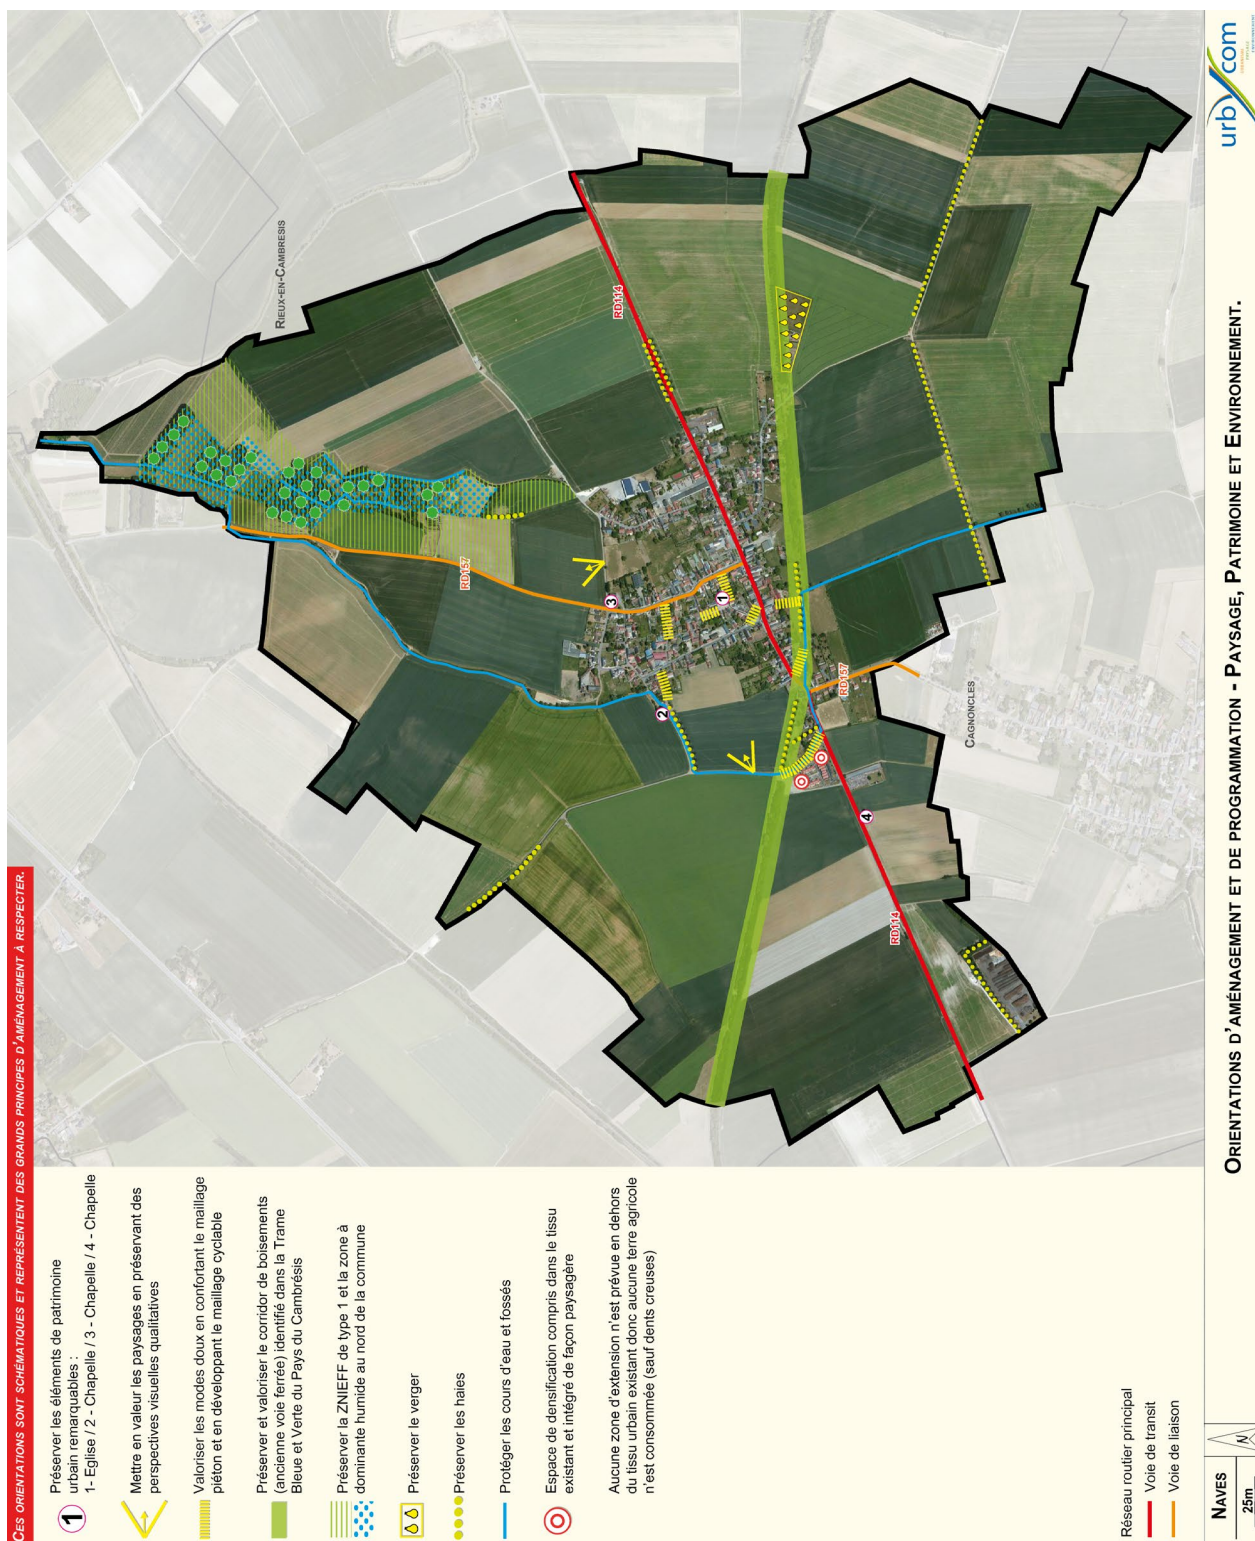 CES ORIENTATIONS SONT SCHÉMATIQUES ET REPRÉSENTENT DES GRANDS PRINCIPES D'AMÉNAGEMENT À RESPECTER.
1
Préserver les éléments de patrimoine
urbain remarquables :
1- Eglise / 2 - Chapelle / 3 - Chapelle / 4 - Chapelle
Mettre en valeur les paysages en préservant des
perspectives visuelles qualitatives
Valoriser les modes doux en confortant le maillage
piéton et en développant le maillage cyclable
Préserver et valoriser le corridor de boisements
(ancienne voie ferrée) identifié dans la Trame
Bleue et Verte du Pays du Cambrésis
Préserver la ZNIEFF de type 1 et la zone à
dominante humide au nord de la commune
Préserver le verger
Préserver les haies
Protéger les cours d'eau et fossés
Espace de densification compris dans le tissu
existant et intégré de façon paysagère
Aucune zone d'extension n'est prévue en dehors
du tissu urbain existant donc aucune terre agricole
n'est consommée (sauf dents creuses)
Réseau routier principal
Voie de transit
Voie de liaison
RIEUX-EN-CAMBRESIS
RD114
RD157
3
1
2
RD157
4
CAGNONCLES
RD114
NAVES
25m
N
ORIENTATIONS D'AMÉNAGEMENT ET DE PROGRAMMATION - PAYSAGE, PATRIMOINE ET ENVIRONNEMENT.
urbycom